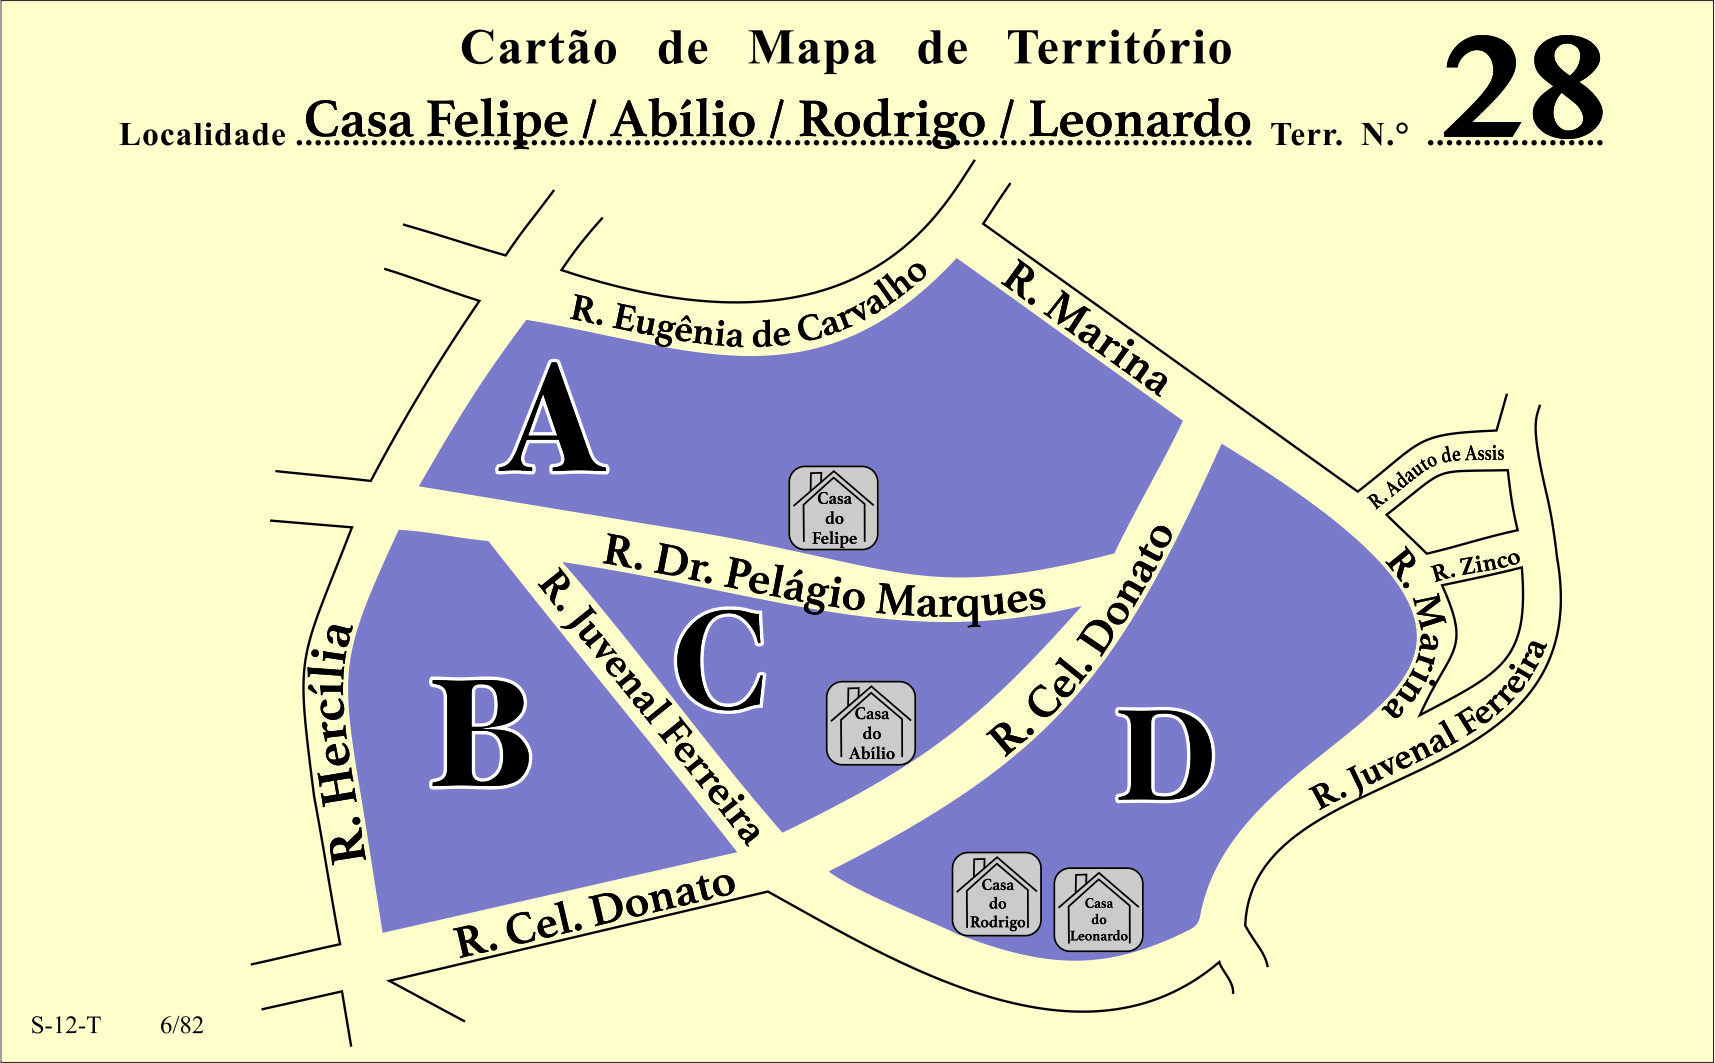 Cartão de Mapa de Território
Localidade Casa Felipe / Abílio / Rodrigo / Leonardo Terr. N.° 28
R. Eugênia de Carvalho
R. Marina
A
R. Adauto de Assis
Casa
do
Felipe
R. Dr. Pelágio Marques
R. Zinco
R. Marina
R. Juvenal Ferreira
C
R. Cel. Donato
R. Hercília
B
Casa
do
Abílio
D
R. Juvenal Ferreira
R. Cel. Donato
Casa
do
Rodrigo
Casa
do
Leonardo
S-12-T 6/82